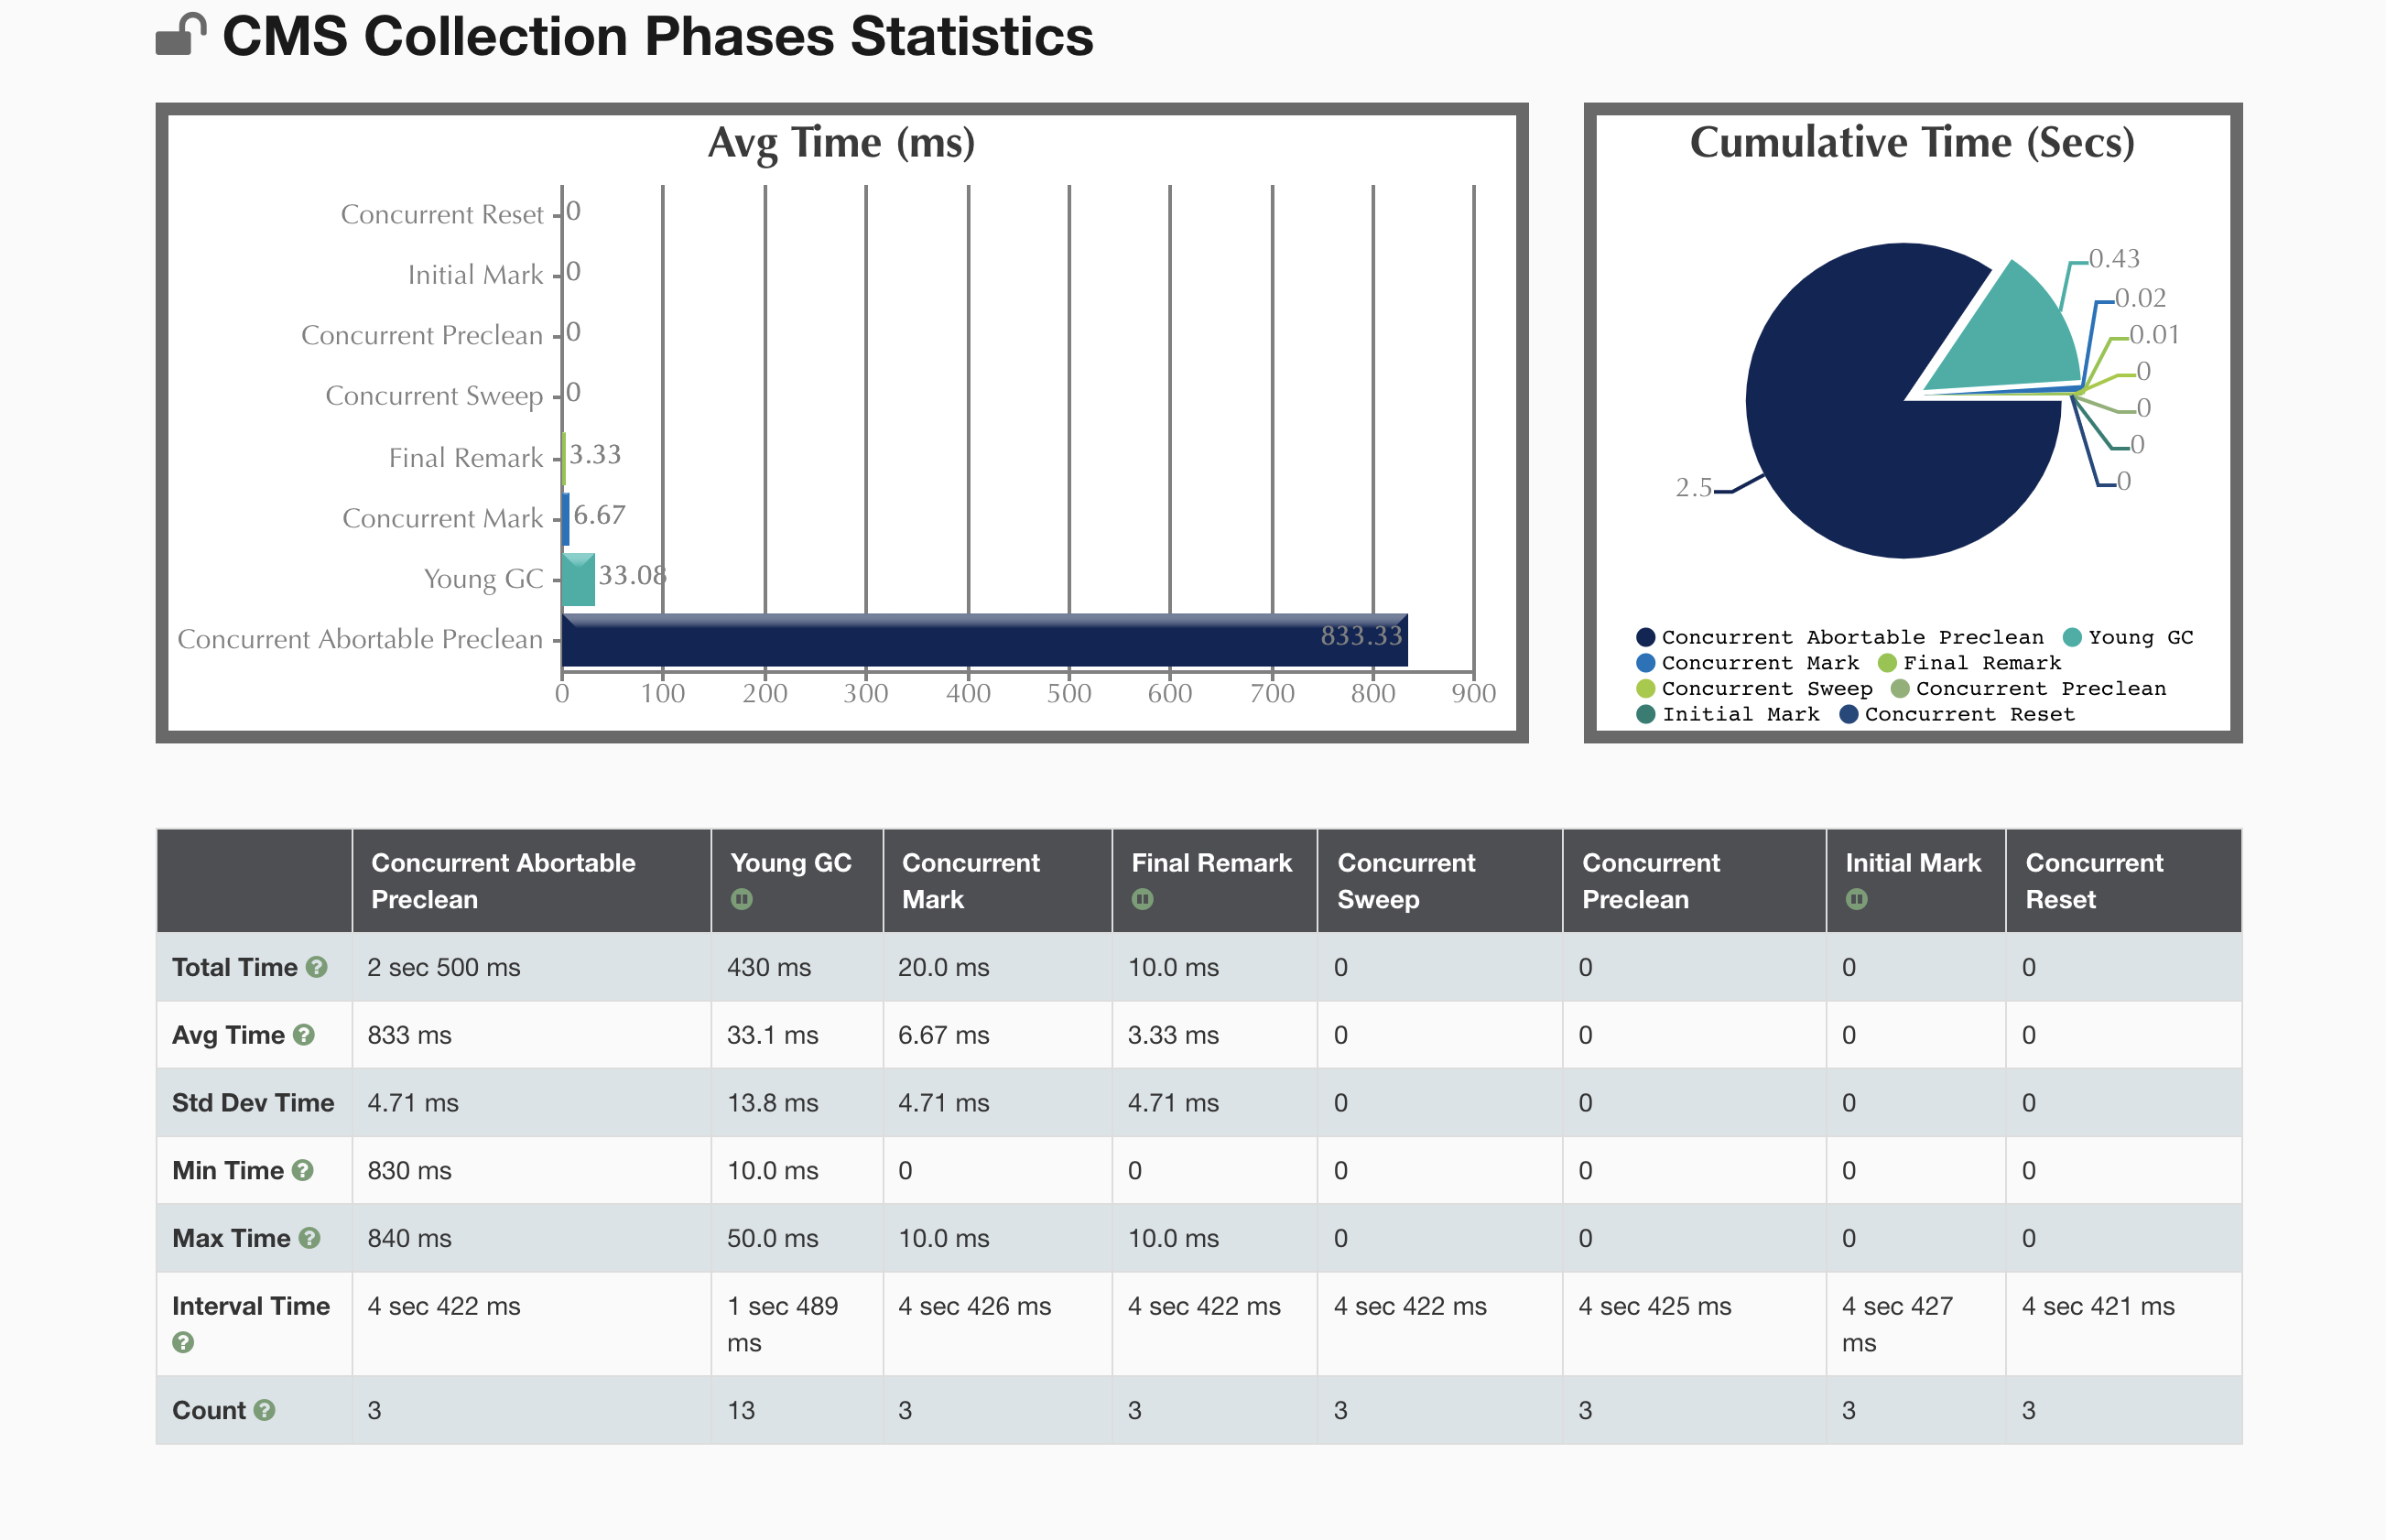 CMS Collection Phases Statistics
Avg Time (ms)
Concurrent Reset 0
Initial Mark 0
Concurrent Preclean 0
Concurrent Sweep 0
Final Remark 3.33
Concurrent Mark 6.67
Young GC 33.08
Concurrent Abortable Preclean 833.33
0 100 200 300 400 500 600 700 800 900
Cumulative Time (Secs)
0.43
0.02
0.01
0
0
0
0
2.5
Concurrent Abortable Preclean Young GC
Concurrent Mark Final Remark
Concurrent Sweep Concurrent Preclean
Initial Mark Concurrent Reset
Concurrent Abortable Preclean Young GC Concurrent Mark Final Remark Concurrent Sweep Concurrent Preclean Initial Mark Concurrent Reset
Total Time ? 2 sec 500 ms 430 ms 20.0 ms 10.0 ms 0 0 0 0
Avg Time ? 833 ms 33.1 ms 6.67 ms 3.33 ms 0 0 0 0
Std Dev Time 4.71 ms 13.8 ms 4.71 ms 4.71 ms 0 0 0 0
Min Time ? 830 ms 10.0 ms 0 0 0 0 0 0
Max Time ? 840 ms 50.0 ms 10.0 ms 10.0 ms 0 0 0 0
Interval Time ? 4 sec 422 ms 1 sec 489 ms 4 sec 426 ms 4 sec 422 ms 4 sec 422 ms 4 sec 425 ms 4 sec 427 ms 4 sec 421 ms
Count ? 3 13 3 3 3 3 3 3